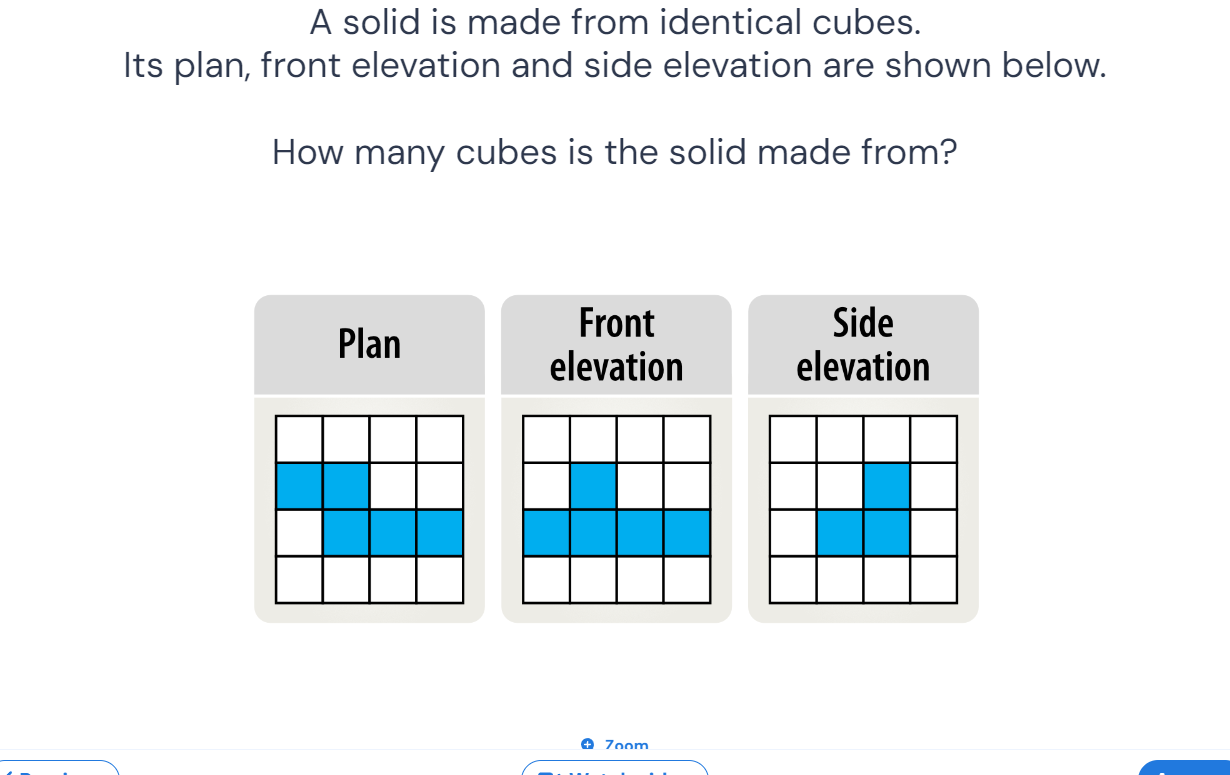 A solid is made from identical cubes.
Its plan, front elevation and side elevation are shown below.
How many cubes is the solid made from?
Plan
Front
elevation
Side
elevation
Zoom